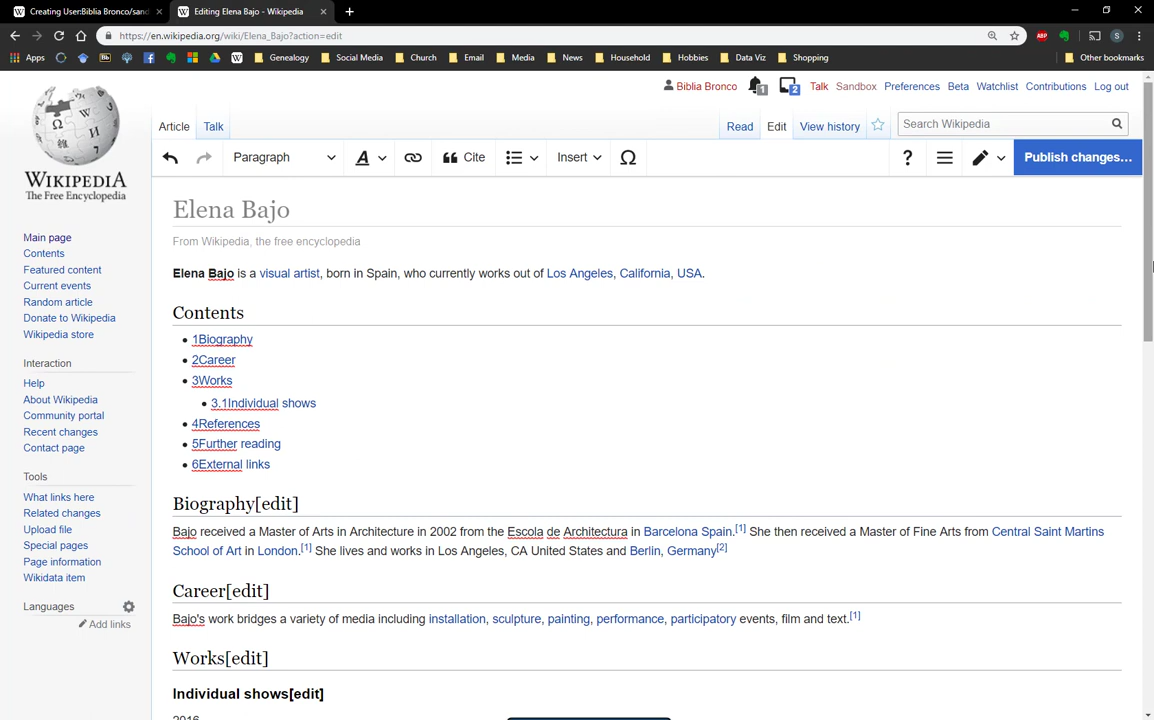 Creating User:Biblia Bronco/sand
Editing Elena Bajo - Wikipedia
https://en.wikipedia.org/wiki/Elena_Bajo?action=edit
ABP
S
Apps
Bb
Genealogy
Social Media
Church
Email
Media
News
Household
Hobbies
Data Viz
Shopping
Other bookmarks
Biblia Bronco 1 2 Talk Sandbox Preferences Beta Watchlist Contributions Log out
Article Talk Read Edit View history Search Wikipedia
Paragraph A Cite Insert Ω ? Publish changes...
WIKIPEDIA
The Free Encyclopedia
Main page
Contents
Featured content
Current events
Random article
Donate to Wikipedia
Wikipedia store
Interaction
Help
About Wikipedia
Community portal
Recent changes
Contact page
Tools
What links here
Related changes
Upload file
Special pages
Page information
Wikidata item
Languages
Add links
Elena Bajo
From Wikipedia, the free encyclopedia
Elena Bajo is a visual artist, born in Spain, who currently works out of Los Angeles, California, USA.
Contents
1Biography
2Career
3Works
3.1Individual shows
4References
5Further reading
6External links
Biography[edit]
Bajo received a Master of Arts in Architecture in 2002 from the Escola de Architectura in Barcelona Spain.[1] She then received a Master of Fine Arts from Central Saint Martins
School of Art in London.[1] She lives and works in Los Angeles, CA United States and Berlin, Germany[2]
Career[edit]
Bajo's work bridges a variety of media including installation, sculpture, painting, performance, participatory events, film and text.[1]
Works[edit]
Individual shows[edit]
2016